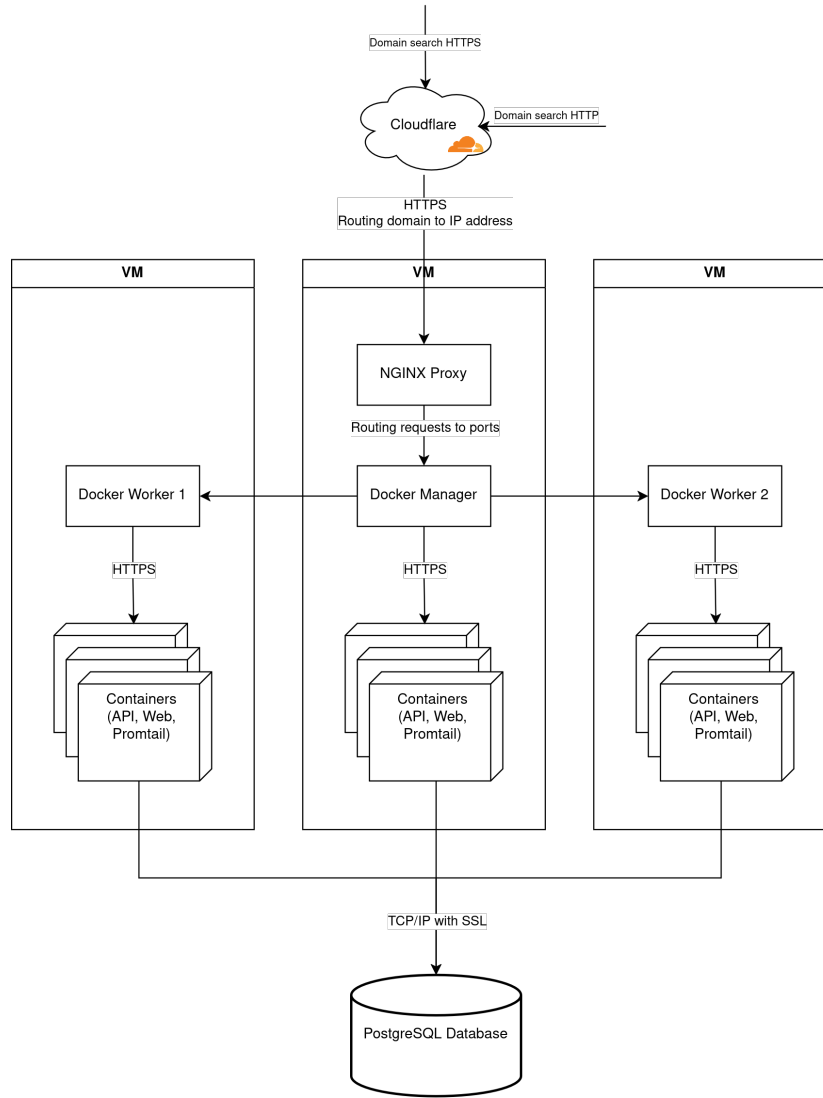 Domain search HTTPS
Cloudflare
Domain search HTTP
HTTPS
Routing domain to IP address
VM
VM
VM
NGINX Proxy
Routing requests to ports
Docker Worker 1
Docker Manager
Docker Worker 2
HTTPS
HTTPS
HTTPS
Containers
(API, Web,
Promtail)
Containers
(API, Web,
Promtail)
Containers
(API, Web,
Promtail)
TCP/IP with SSL
PostgreSQL Database